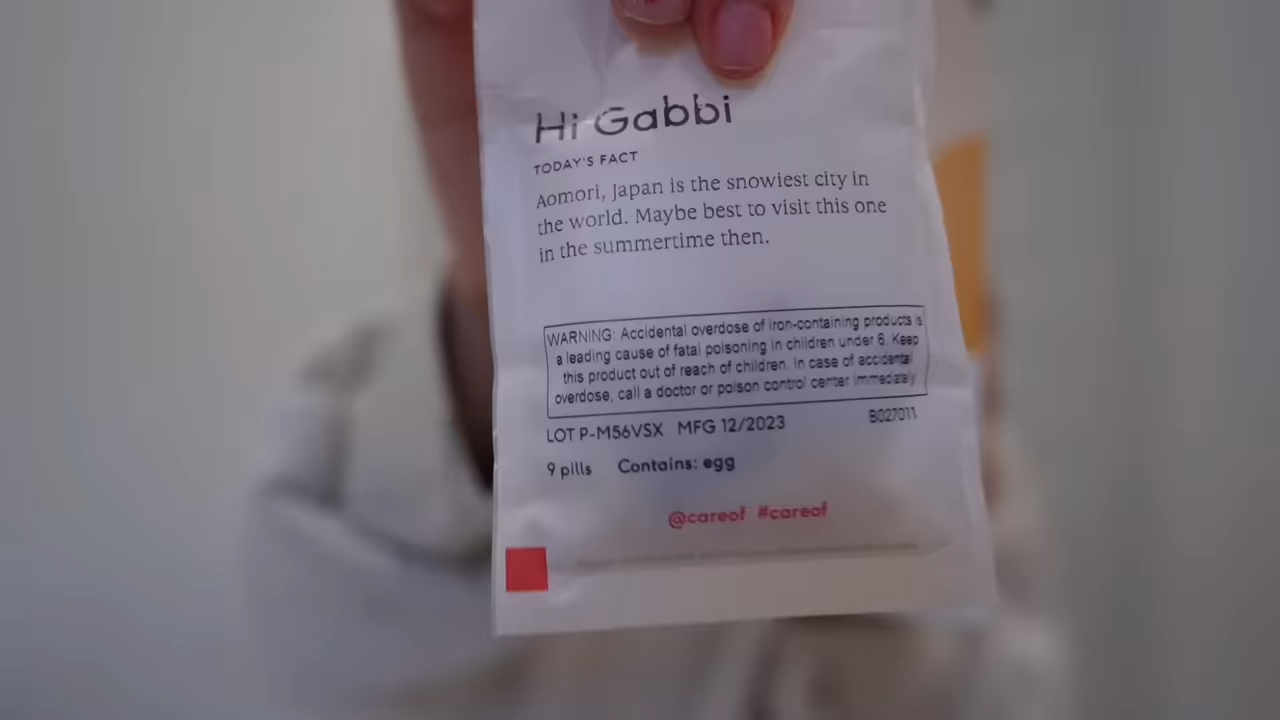 Hi Gabbi
TODAY'S FACT
Aomori, Japan is the snowiest city in
the world. Maybe best to visit this one
in the summertime then.
WARNING: Accidental overdose of iron-containing products is
a leading cause of fatal poisoning in children under 6. Keep
this product out of reach of children. In case of accidental
overdose, call a doctor or poison control center immediately
LOT P-M56VSX MFG 12/2023 B027011
9 pills Contains: egg
@careof #careof